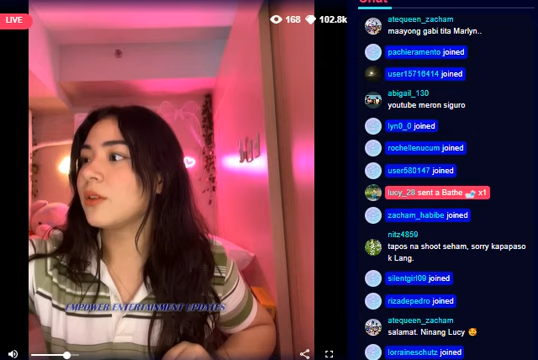 LIVE
168
102.8k
EMPOWER ENTERTAINMENT UPDATES
Chat
atequeen_zacham
maayong gabi tita Marlyn..
pachieramento joined
user15716414 joined
abigail_130
youtube meron siguro
lyn0_0 joined
rochellenucum joined
user580147 joined
lucy_28 sent a Bathe x1
zacham_habibe joined
nitz4859
tapos na shoot seham, sorry kapapaso
k Lang.
silentgirl09 joined
rizadepedro joined
atequeen_zacham
salamat. Ninang Lucy 😍
lorraineschutz joined